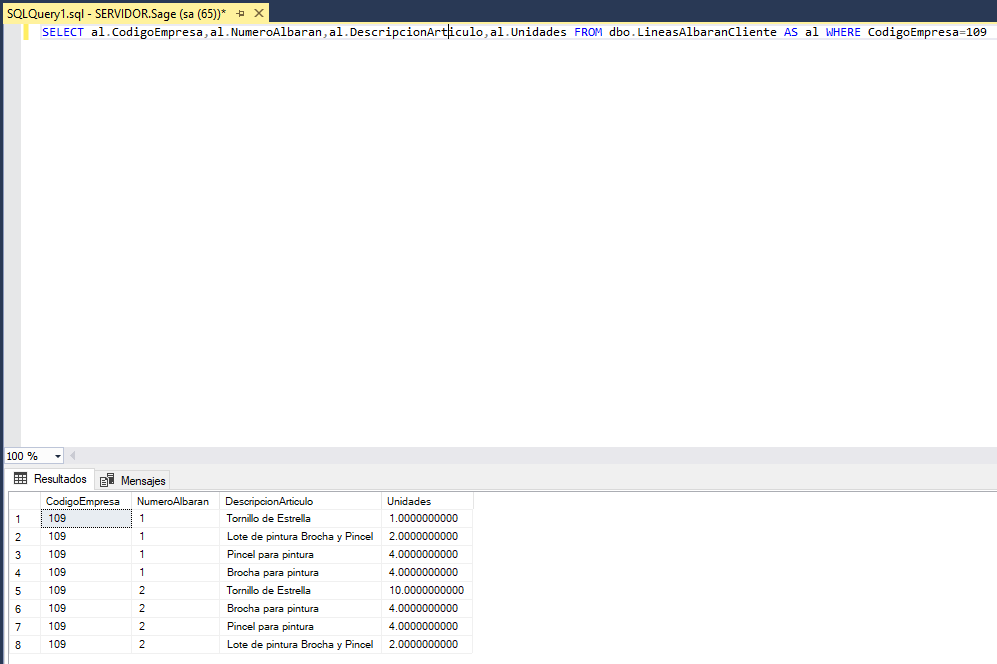 SQLQuery1.sql - SERVIDOR.Sage (sa (65))*
SELECT al.CodigoEmpresa,al.NumeroAlbaran,al.DescripcionArticulo,al.Unidades FROM dbo.LineasAlbaranCliente AS al WHERE CodigoEmpresa=109
100 %
Resultados Mensajes
CodigoEmpresa NumeroAlbaran DescripcionArticulo Unidades
1 109 1 Tornillo de Estrella 1.0000000000
2 109 1 Lote de pintura Brocha y Pincel 2.0000000000
3 109 1 Pincel para pintura 4.0000000000
4 109 1 Brocha para pintura 4.0000000000
5 109 2 Tornillo de Estrella 10.0000000000
6 109 2 Brocha para pintura 4.0000000000
7 109 2 Pincel para pintura 4.0000000000
8 109 2 Lote de pintura Brocha y Pincel 2.0000000000